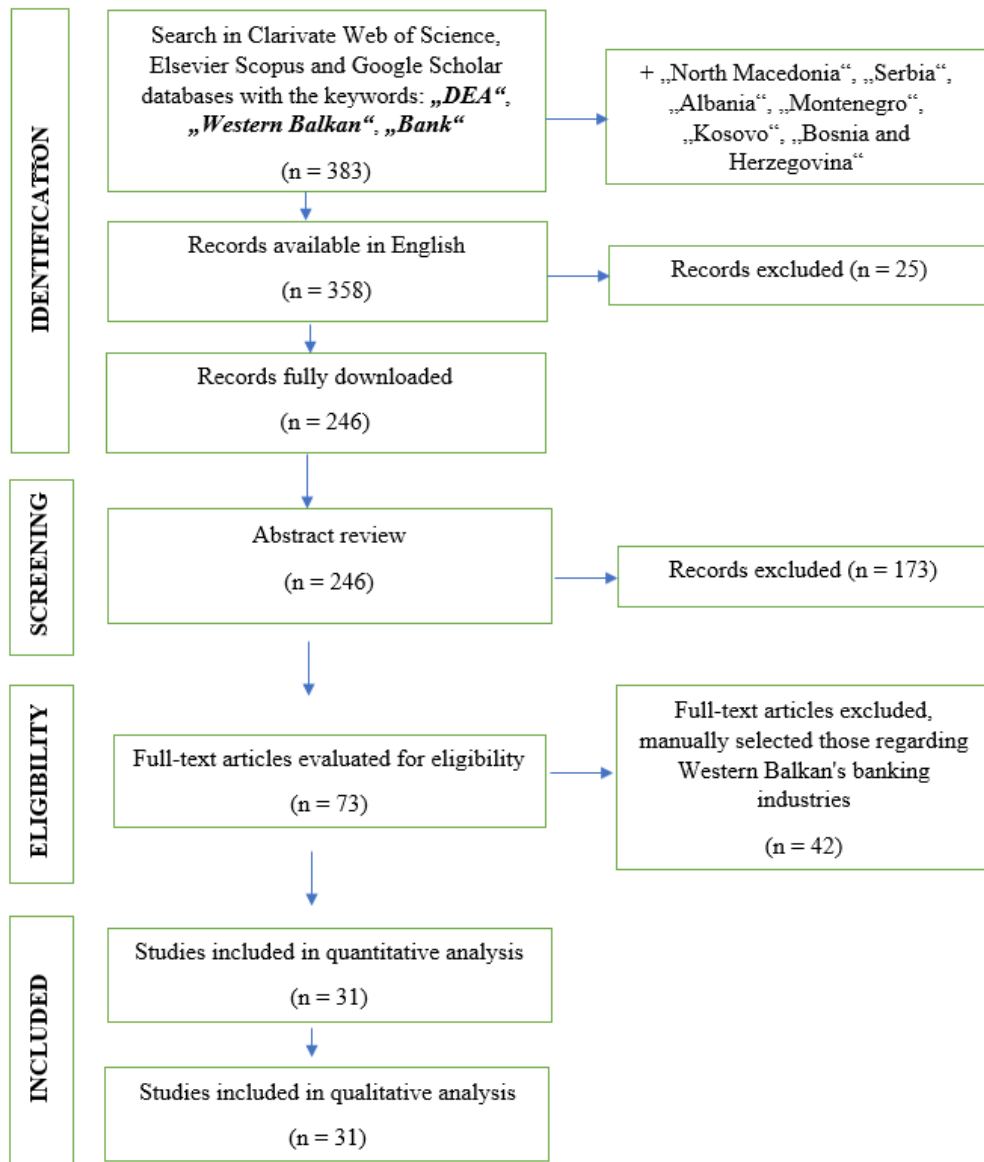 IDENTIFICATION
Search in Clarivate Web of Science,
Elsevier Scopus and Google Scholar
databases with the keywords: „DEA“,
„Western Balkan“, „Bank“
(n = 383)
+ „North Macedonia“, „Serbia“,
„Albania“, „Montenegro“,
„Kosovo“, „Bosnia and
Herzegovina“
Records available in English
(n = 358)
Records excluded (n = 25)
Records fully downloaded
(n = 246)
SCREENING
Abstract review
(n = 246)
Records excluded (n = 173)
ELIGIBILITY
Full-text articles evaluated for eligibility
(n = 73)
Full-text articles excluded,
manually selected those regarding
Western Balkan's banking
industries
(n = 42)
INCLUDED
Studies included in quantitative analysis
(n = 31)
Studies included in qualitative analysis
(n = 31)